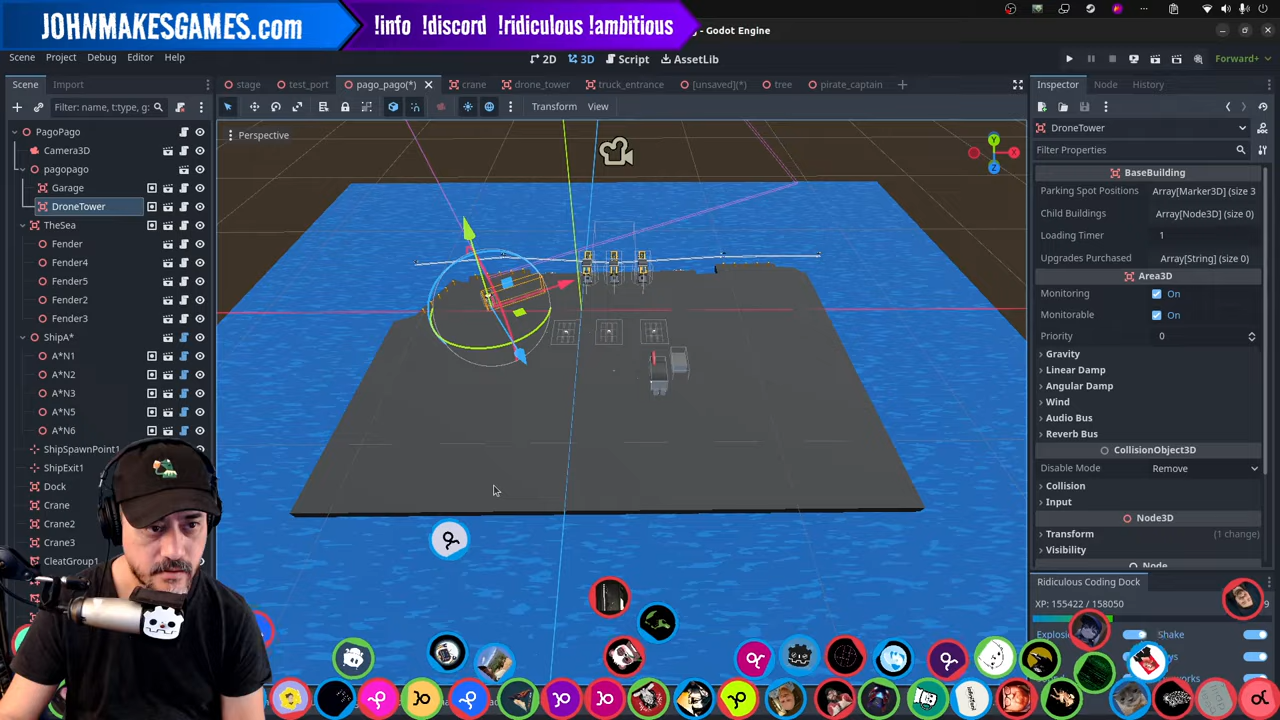 JOHNMAKESGAMES.com
!info !discord !ridiculous !ambitious
- Godot Engine
Scene Project Debug Editor Help
2D 3D Script AssetLib
Forward+
Scene Import
stage test_port pago_pago(*) crane drone_tower truck_entrance (unsaved)(*) tree pirate_captain
Inspector Node History
Filter: name, t:type, g:
Transform View
PagoPago
Camera3D
pagopago
Garage
DroneTower
TheSea
Fender
Fender4
Fender5
Fender2
Fender3
ShipA*
A*N1
A*N2
A*N3
A*N5
A*N6
ShipSpawnPoint1
ShipExit1
Dock
Crane
Crane2
Crane3
CleatGroup1
Perspective
Y
X
Z
DroneTower
Filter Properties
BaseBuilding
Parking Spot Positions Array[Marker3D] (size 3
Child Buildings Array[Node3D] (size 0)
Loading Timer 1
Upgrades Purchased Array[String] (size 0)
Area3D
Monitoring On
Monitorable On
Priority 0
Gravity
Linear Damp
Angular Damp
Wind
Audio Bus
Reverb Bus
CollisionObject3D
Disable Mode Remove
Collision
Input
Node3D
Transform (1 change)
Visibility
Node
Ridiculous Coding Dock
XP: 155422 / 158050
Shake